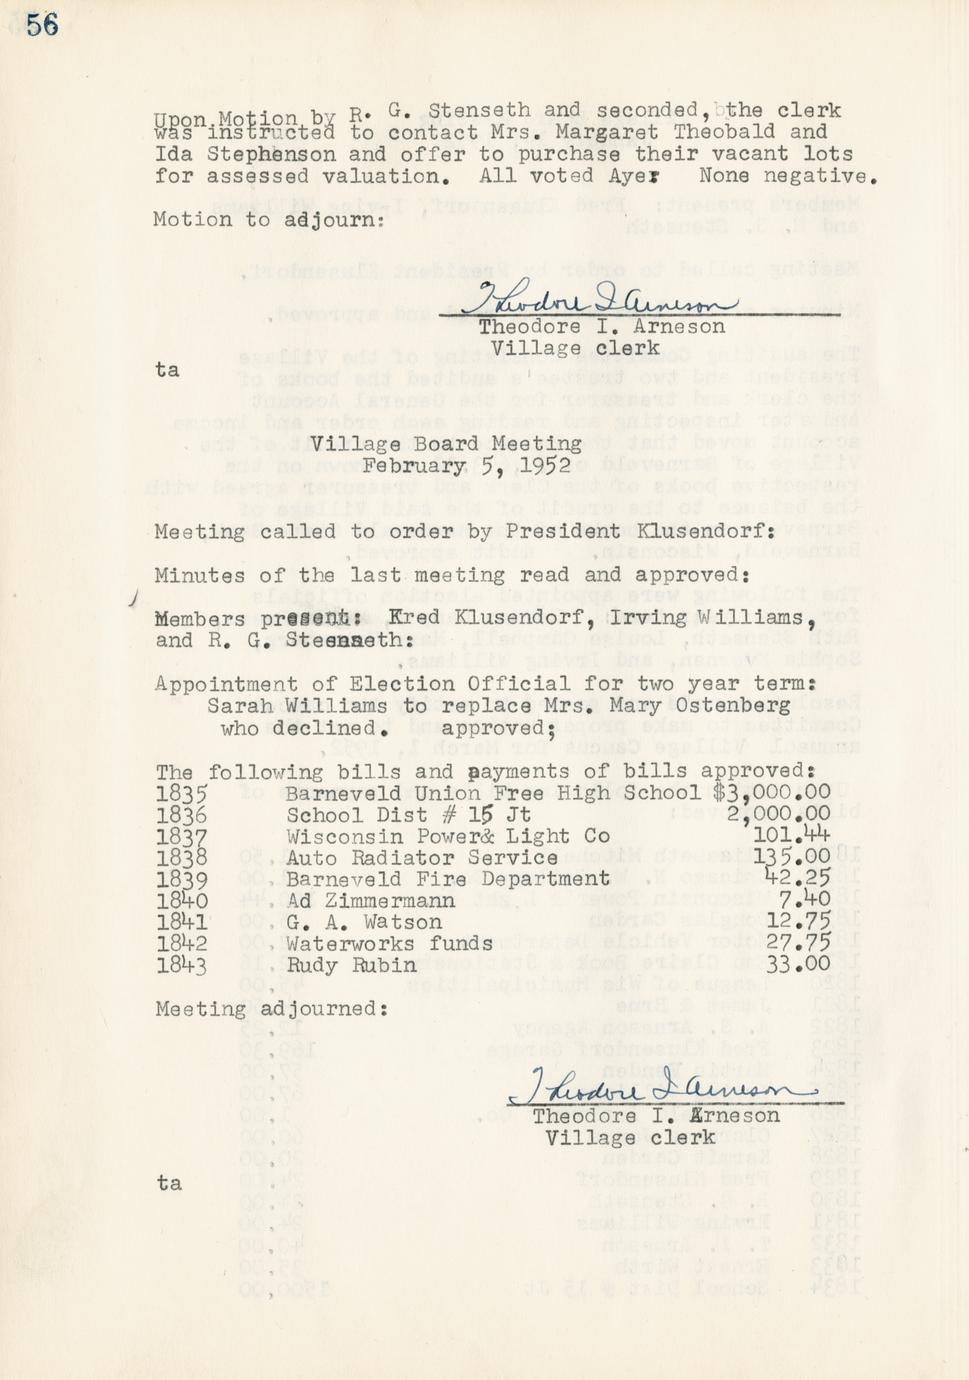 56
Upon Motion by R. G. Stenseth and seconded, the clerk
was instructed to contact Mrs. Margaret Theobald and
Ida Stephenson and offer to purchase their vacant lots
for assessed valuation. All voted Aye: None negative.
Motion to adjourn:
Theodore I Arneson
Theodore I. Arneson
Village clerk
ta
Village Board Meeting
February 5, 1952
Meeting called to order by President Klusendorf:
Minutes of the last meeting read and approved:
Members present: Kred Klusendorf, Irving Williams,
and R. G. Steenseth:
Appointment of Election Official for two year term:
Sarah Williams to replace Mrs. Mary Ostenberg
who declined. approved;
The following bills and payments of bills approved:
1835 Barneveld Union Free High School $3,000.00
1836 School Dist # 15 Jt 2,000.00
1837 Wisconsin Power& Light Co 101.44
1838 Auto Radiator Service 135.00
1839 Barneveld Fire Department 42.25
1840 Ad Zimmermann 7.40
1841 G. A. Watson 12.75
1842 Waterworks funds 27.75
1843 Rudy Rubin 33.00
Meeting adjourned:
Theodore I Arneson
Theodore I. Arneson
Village clerk
ta